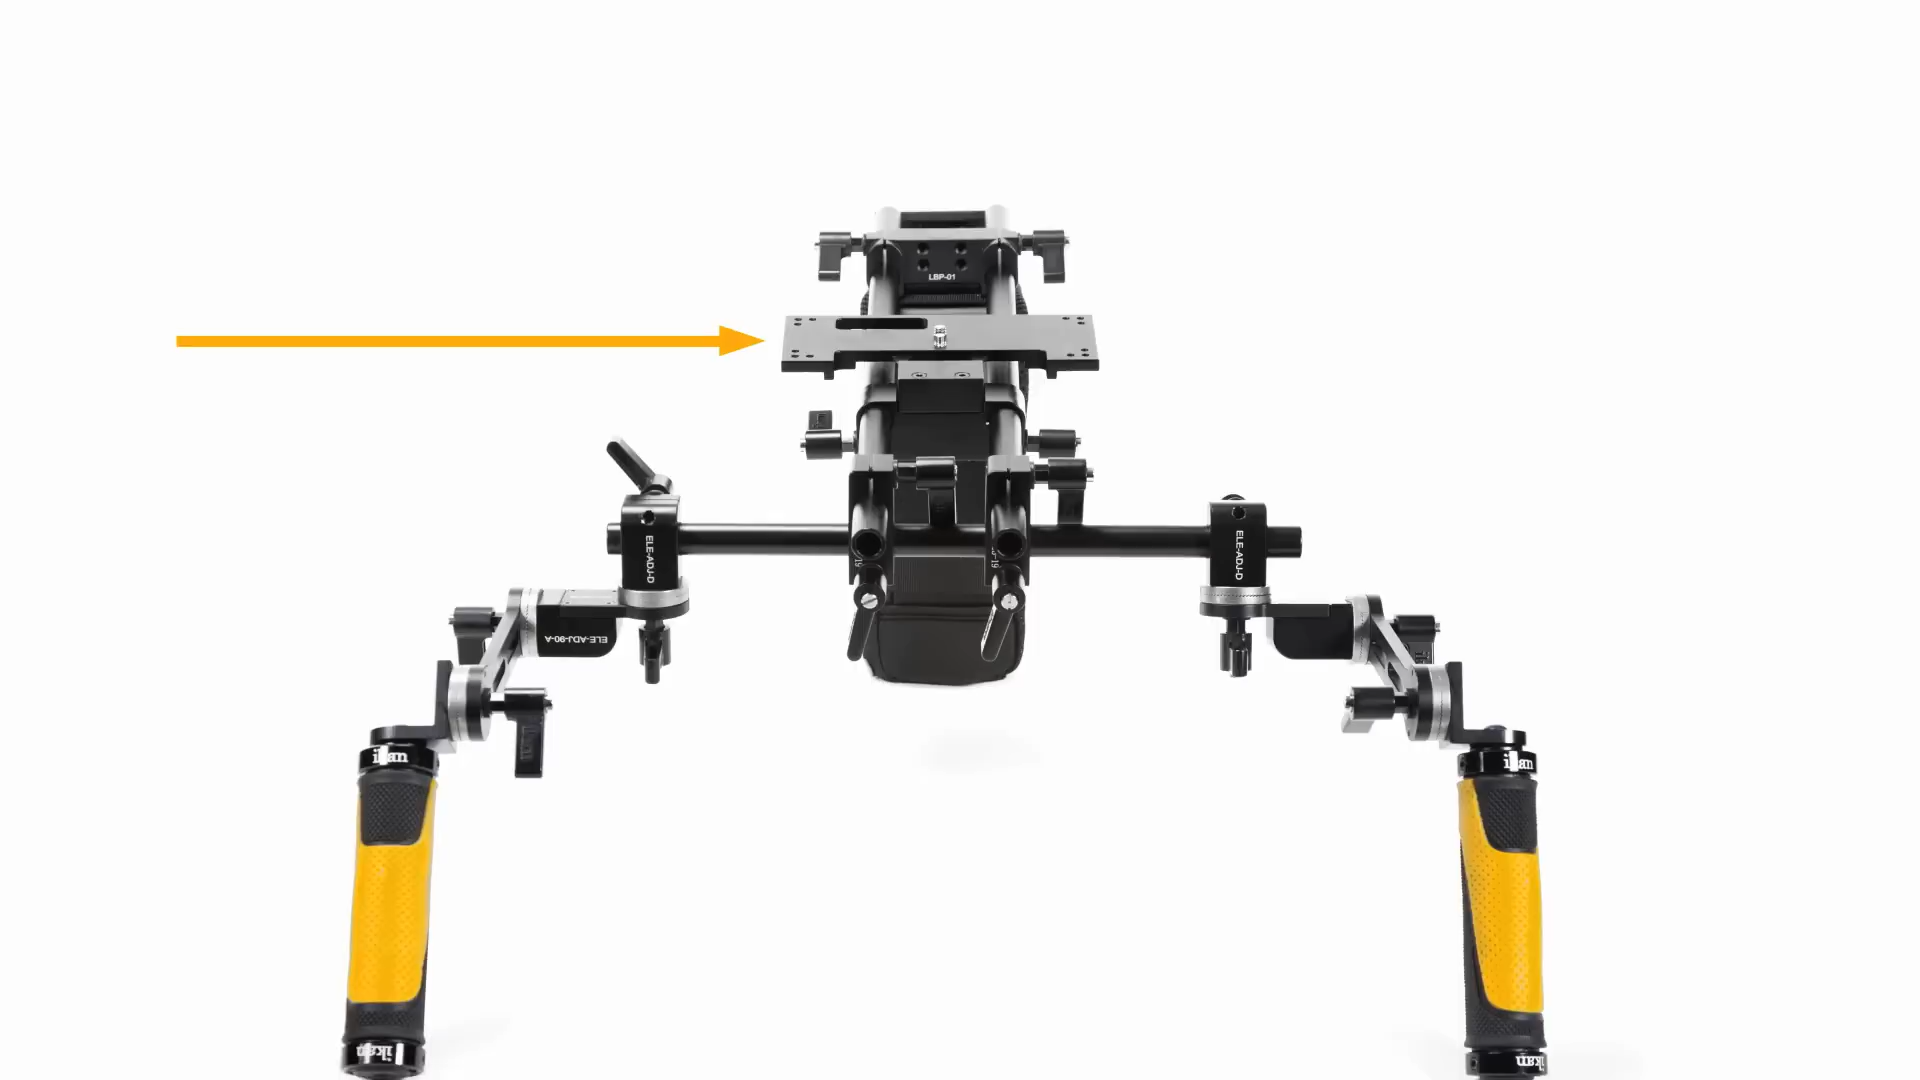 LBP-01
ELE-ADJ-D
ELE-ADJ-D
ELE-ADJ-90-A
ikan
ikan
ikan
ikan